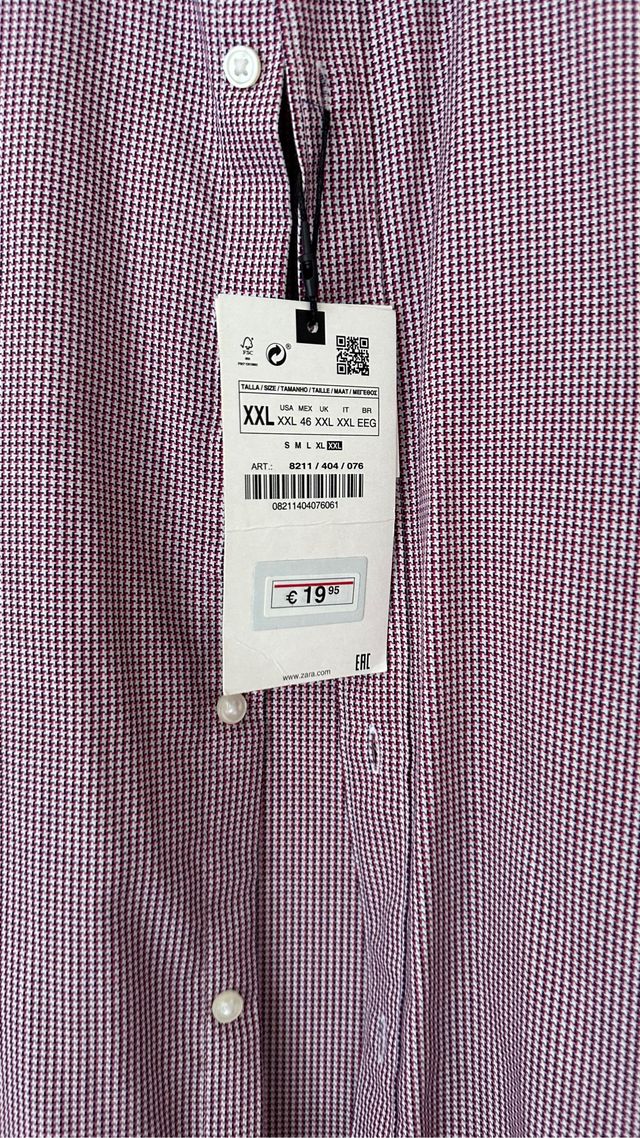 FSC
®
TALLA / SIZE / TAMANHO / TAILLE / MAAT / ΜΕΓΕΘΟΣ
XXL
USA MEX UK IT BR
XXL 46 XXL XXL EEG
S M L XL XXL
ART.: 8211 / 404 / 076
08211404076061
€ 19 95
EAC
www.zara.com